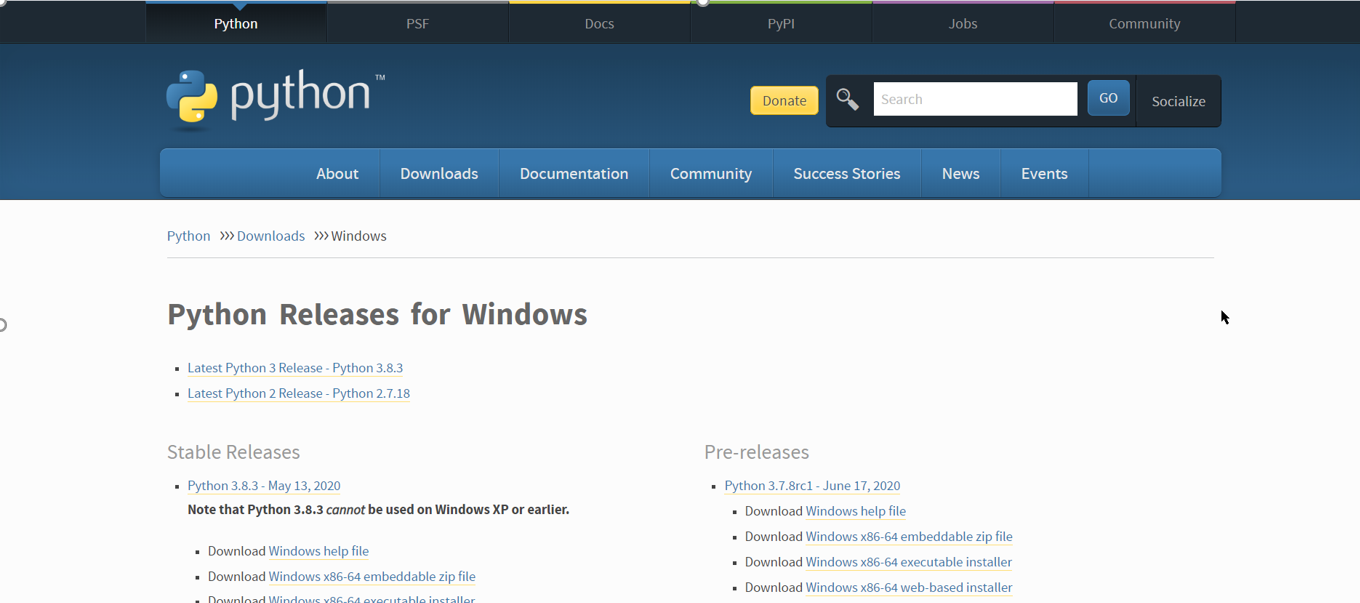 Python PSF Docs PyPI Jobs Community
python™
Donate Search GO Socialize
About Downloads Documentation Community Success Stories News Events
Python >>> Downloads >>> Windows
Python Releases for Windows
Latest Python 3 Release - Python 3.8.3
Latest Python 2 Release - Python 2.7.18
Stable Releases
Python 3.8.3 - May 13, 2020
Note that Python 3.8.3 cannot be used on Windows XP or earlier.
Download Windows help file
Download Windows x86-64 embeddable zip file
Download Windows x86-64 executable installer
Pre-releases
Python 3.7.8rc1 - June 17, 2020
Download Windows help file
Download Windows x86-64 embeddable zip file
Download Windows x86-64 executable installer
Download Windows x86-64 web-based installer